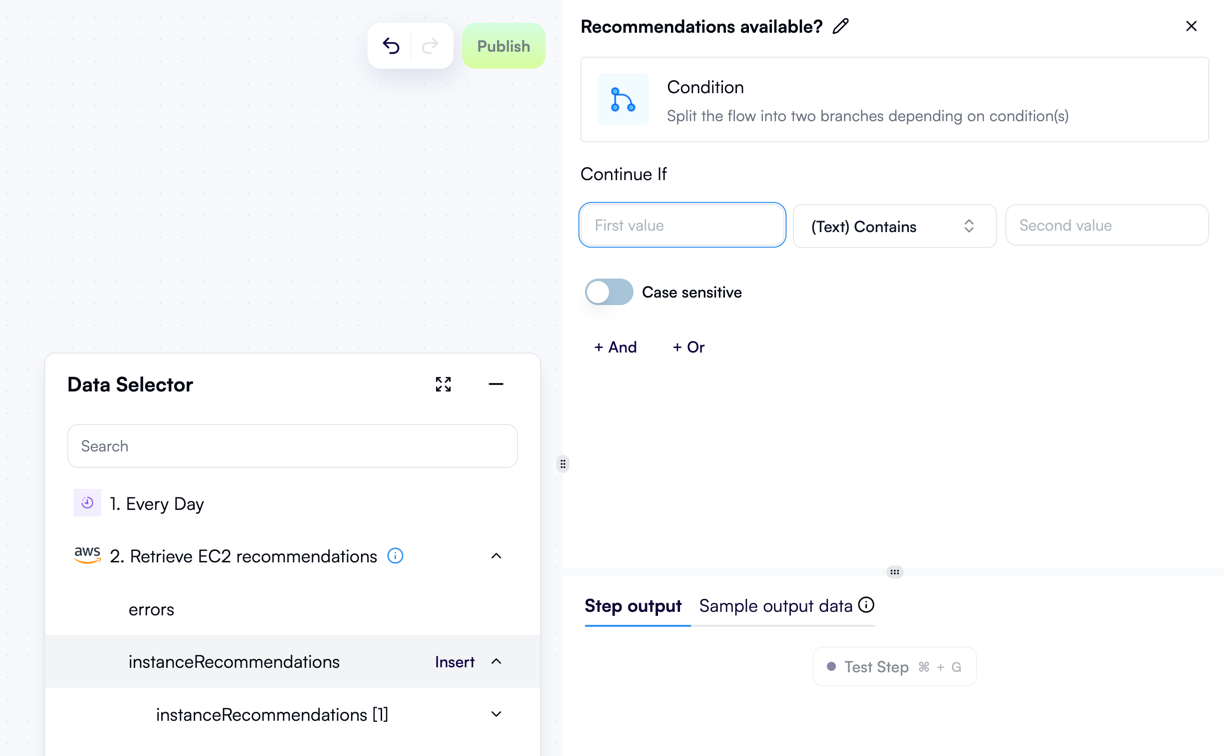 Publish
Recommendations available?
Condition
Split the flow into two branches depending on condition(s)
Continue If
First value
(Text) Contains
Second value
Case sensitive
+ And
+ Or
Data Selector
Search
1. Every Day
aws
2. Retrieve EC2 recommendations
errors
instanceRecommendations
Insert
instanceRecommendations [1]
Step output
Sample output data
Test Step ⌘ + G